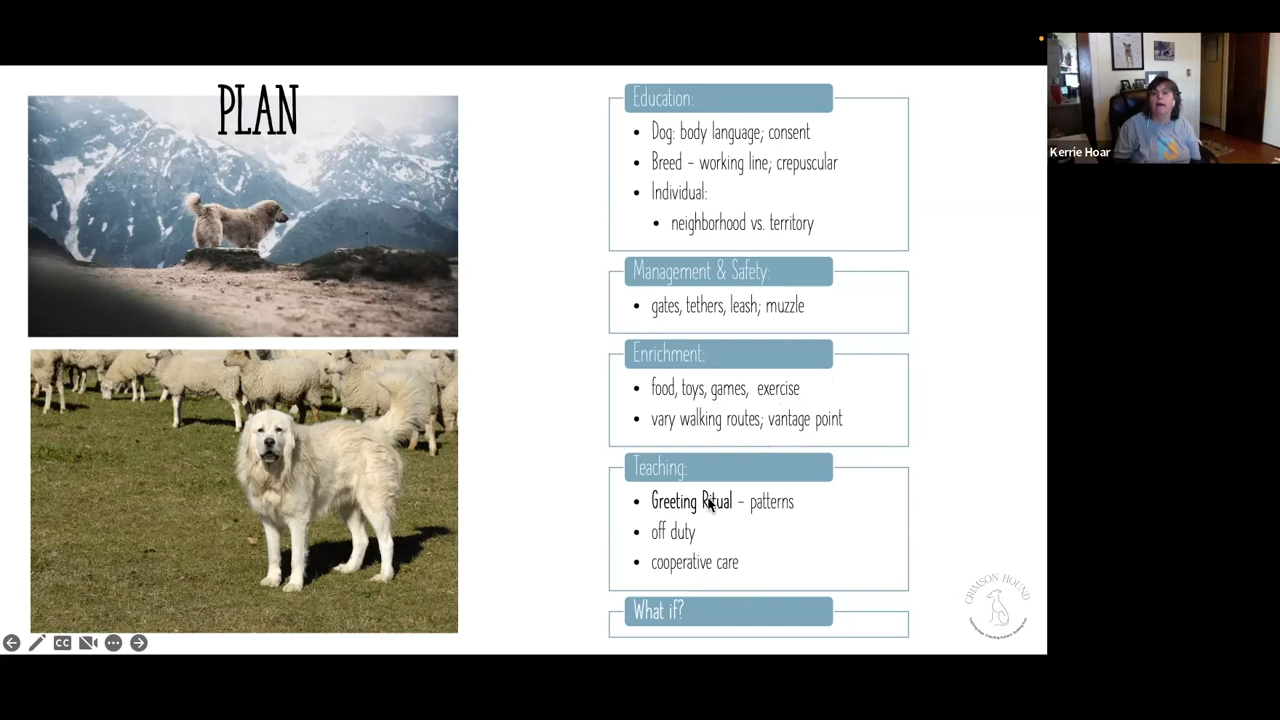 PLAN
Education:
• Dog: body language; consent
• Breed – working line; crepuscular
• Individual:
• neighborhood vs. territory
Management & Safety:
• gates, tethers, leash; muzzle
Enrichment:
• food, toys, games, exercise
• vary walking routes; vantage point
Teaching:
• Greeting Ritual – patterns
• off duty
• cooperative care
What if?
CRIMSON HOUND
CC
Kerrie Hoar